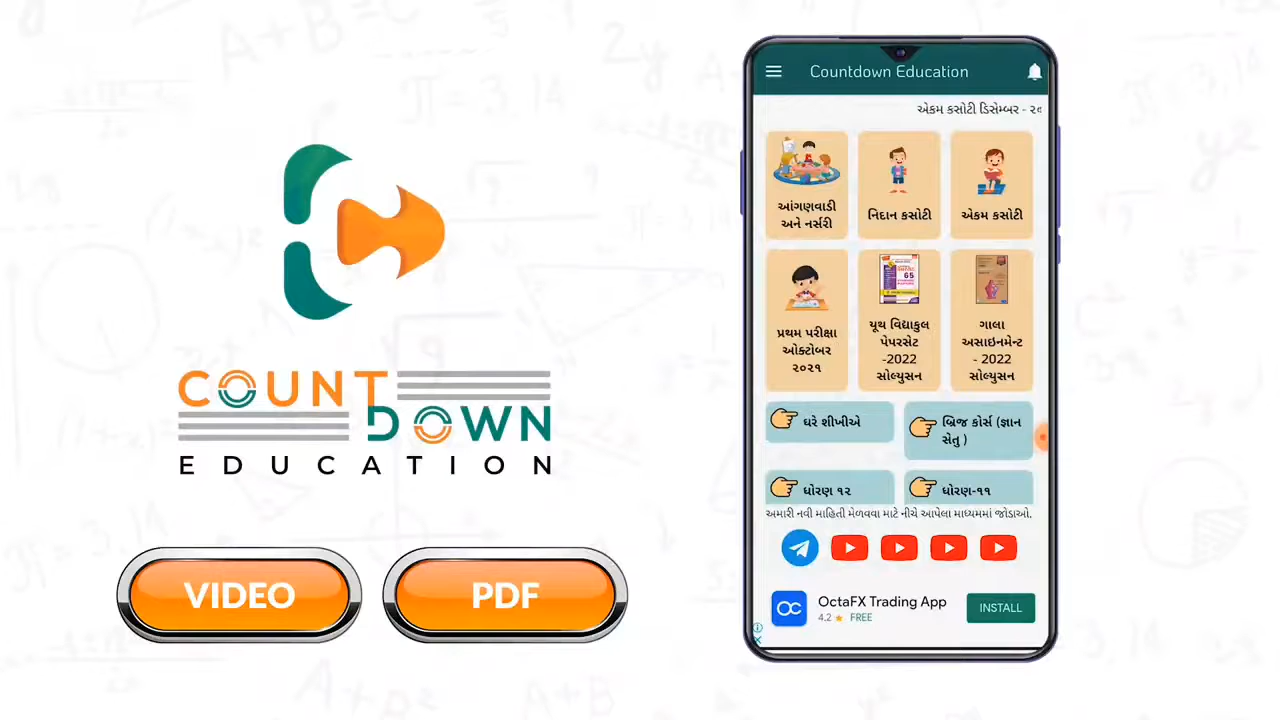 COUNT
DOWN
EDUCATION
VIDEO
PDF
Countdown Education
એકમ કસોટી ડિસેમ્બર -
આંગણવાડી
અને નર્સરી
નિદાન કસોટી
એકમ કસોટી
પ્રથમ પરીક્ષા
ઓક્ટોબર
૨૦૨૧
યૂથ વિદ્યાકુલ
પેપરસેટ
-2022
સોલ્યુસન
ગાલા
અસાઇનમેન્ટ
- 2022
સોલ્યુસન
ઘરે શીખીએ
બ્રિજ કોર્સ (જ્ઞાન
સેતુ )
ધોરણ ૧૨
ધોરણ-૧૧
અમારી નવી માહિતી મેળવવા માટે નીચે આપેલા માધ્યમમાં જોડાઓ.
OctaFX Trading App
4.2 ★ FREE
INSTALL